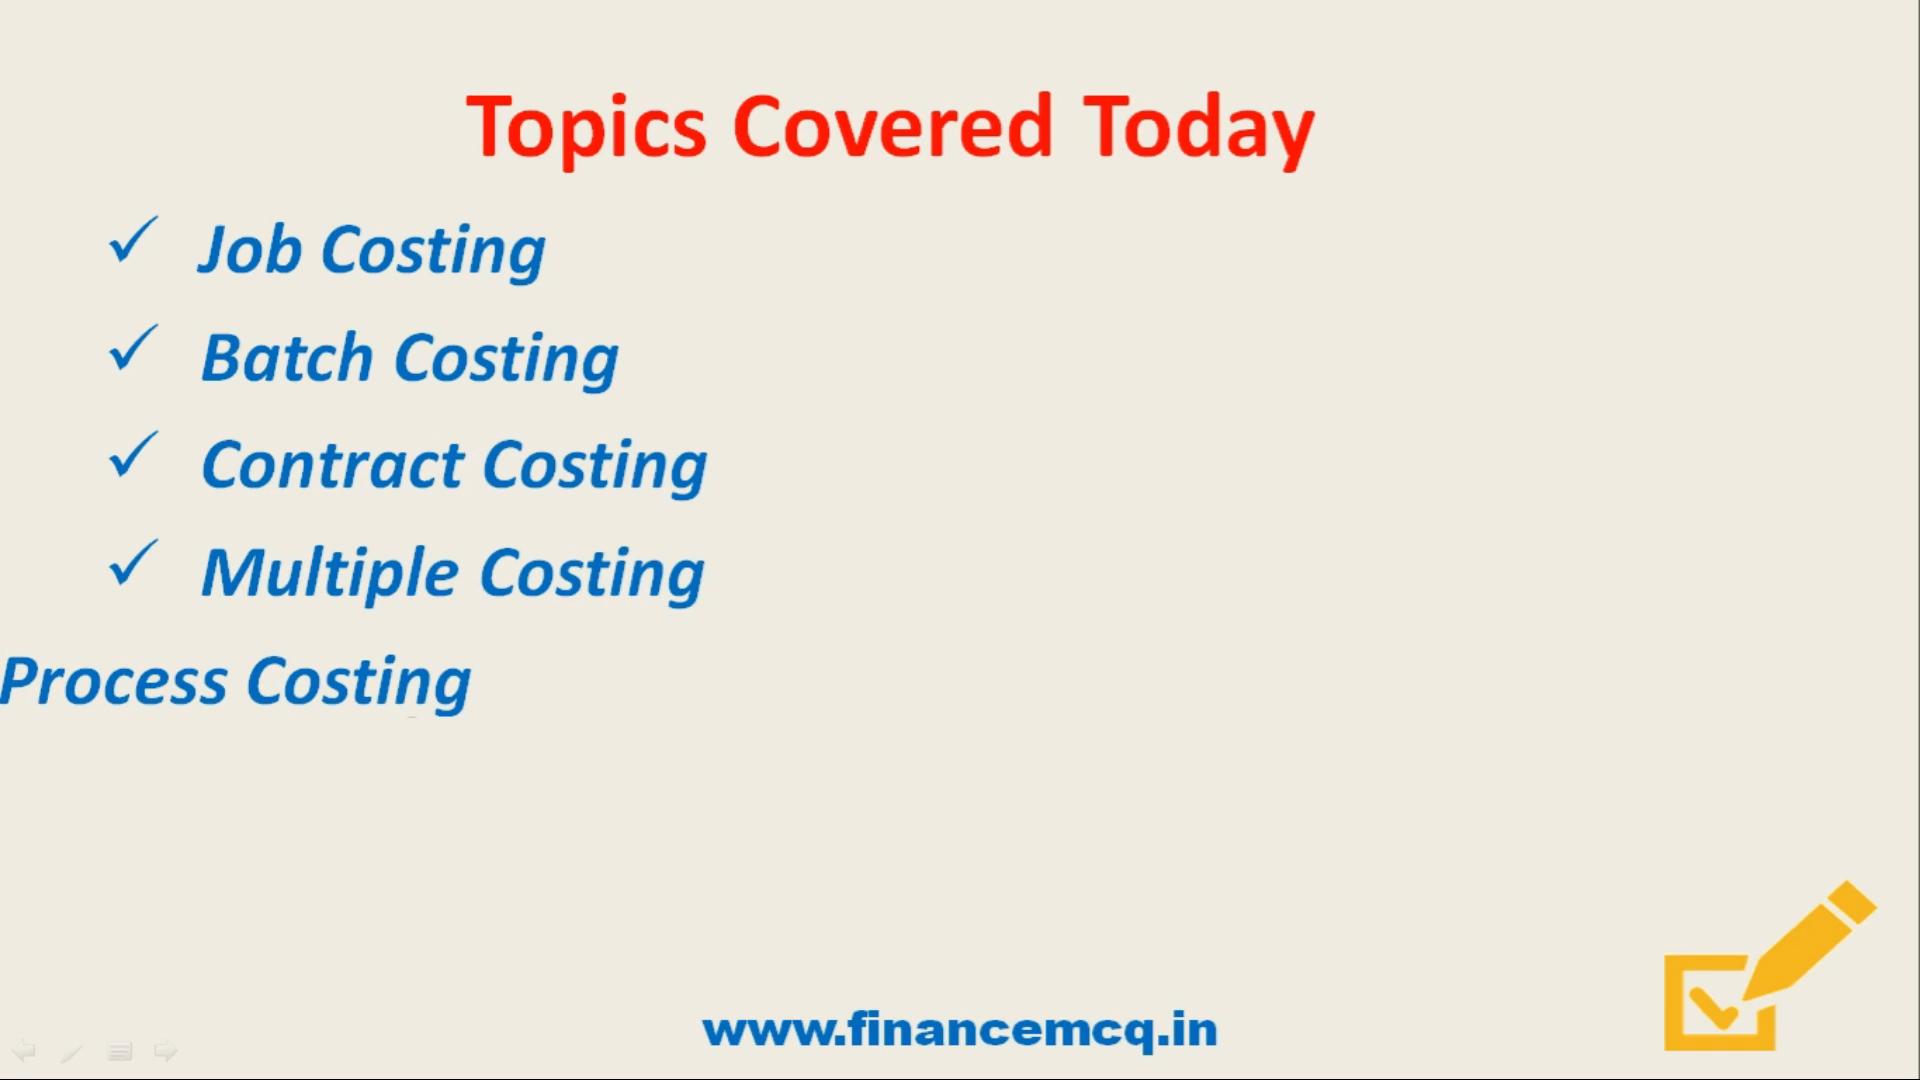 Topics Covered Today
Job Costing
Batch Costing
Contract Costing
Multiple Costing
Process Costing
www.financemcq.in